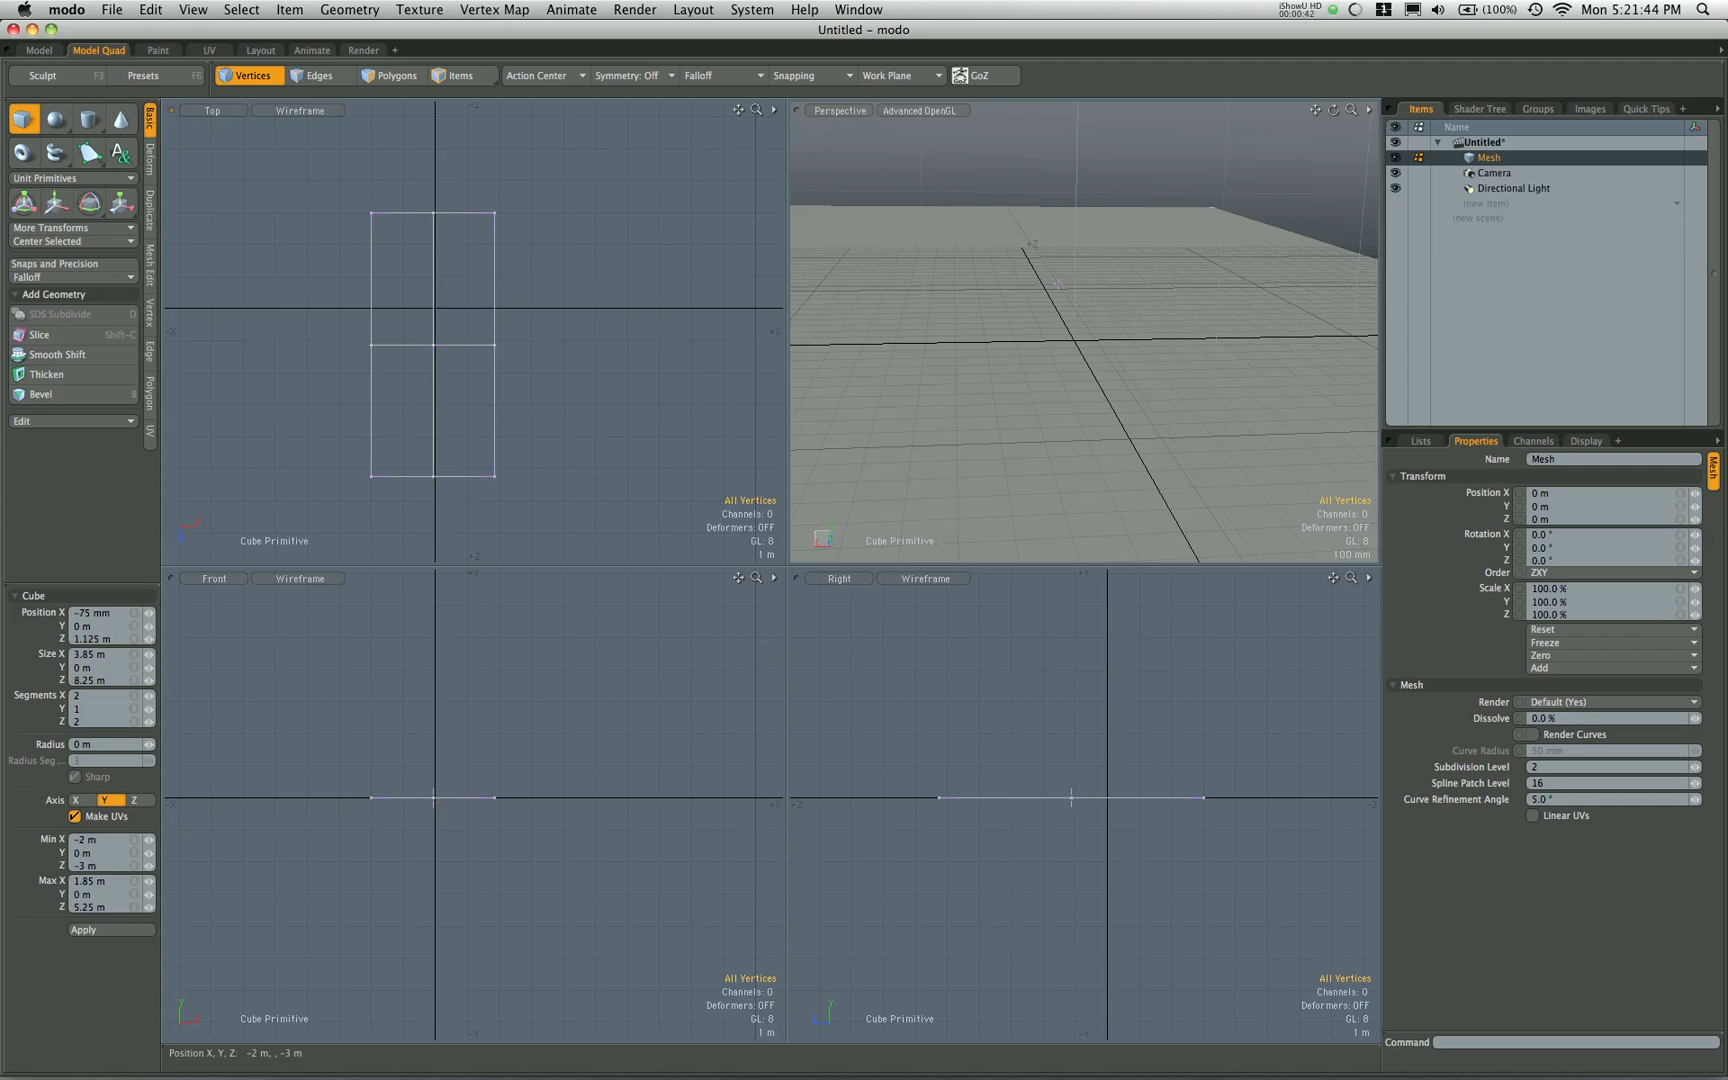 modo File Edit View Select Item Geometry Texture Vertex Map Animate Render Layout System Help Window
iShowU HD
00:00:42
1
(100%)
Mon 5:21:44 PM
Untitled - modo
Model Model Quad Paint UV Layout Animate Render +
Sculpt F3 Presets F6 Vertices Edges Polygons Items Action Center Symmetry: Off Falloff Snapping Work Plane GoZ
Basic
Deform
Duplicate
Mesh Edit
Vertex
Edge
Polygon
UV
Unit Primitives
More Transforms
Center Selected
Snaps and Precision
Falloff
Add Geometry
SDS Subdivide D
Slice Shift-C
Smooth Shift
Thicken
Bevel B
Edit
Cube
Position X -75 mm
Y 0 m
Z 1.125 m
Size X 3.85 m
Y 0 m
Z 8.25 m
Segments X 2
Y 1
Z 2
Radius 0 m
Radius Seg... 3
Sharp
Axis X Y Z
Make UVs
Min X -2 m
Y 0 m
Z -3 m
Max X 1.85 m
Y 0 m
Z 5.25 m
Apply
Top Wireframe
-Z
-X
+X
+Z
All Vertices
Channels: 0
Deformers: OFF
GL: 8
1 m
Cube Primitive
Perspective Advanced OpenGL
+Z
All Vertices
Channels: 0
Deformers: OFF
GL: 8
100 mm
Cube Primitive
Front Wireframe
+Y
-X
+X
-Y
All Vertices
Channels: 0
Deformers: OFF
GL: 8
1 m
Cube Primitive
Y
Right Wireframe
+Y
+Z
-Z
-Y
All Vertices
Channels: 0
Deformers: OFF
GL: 8
1 m
Cube Primitive
Y
Position X, Y, Z: -2 m, , -3 m
Items Shader Tree Groups Images Quick Tips +
Name
Untitled*
Mesh
Camera
Directional Light
(new item)
(new scene)
Lists Properties Channels Display +
Mesh
Name Mesh
Transform
Position X 0 m
Y 0 m
Z 0 m
Rotation X 0.0 °
Y 0.0 °
Z 0.0 °
Order ZXY
Scale X 100.0 %
Y 100.0 %
Z 100.0 %
Reset
Freeze
Zero
Add
Mesh
Render Default (Yes)
Dissolve 0.0 %
Render Curves
Curve Radius 50 mm
Subdivision Level 2
Spline Patch Level 16
Curve Refinement Angle 5.0 °
Linear UVs
Command